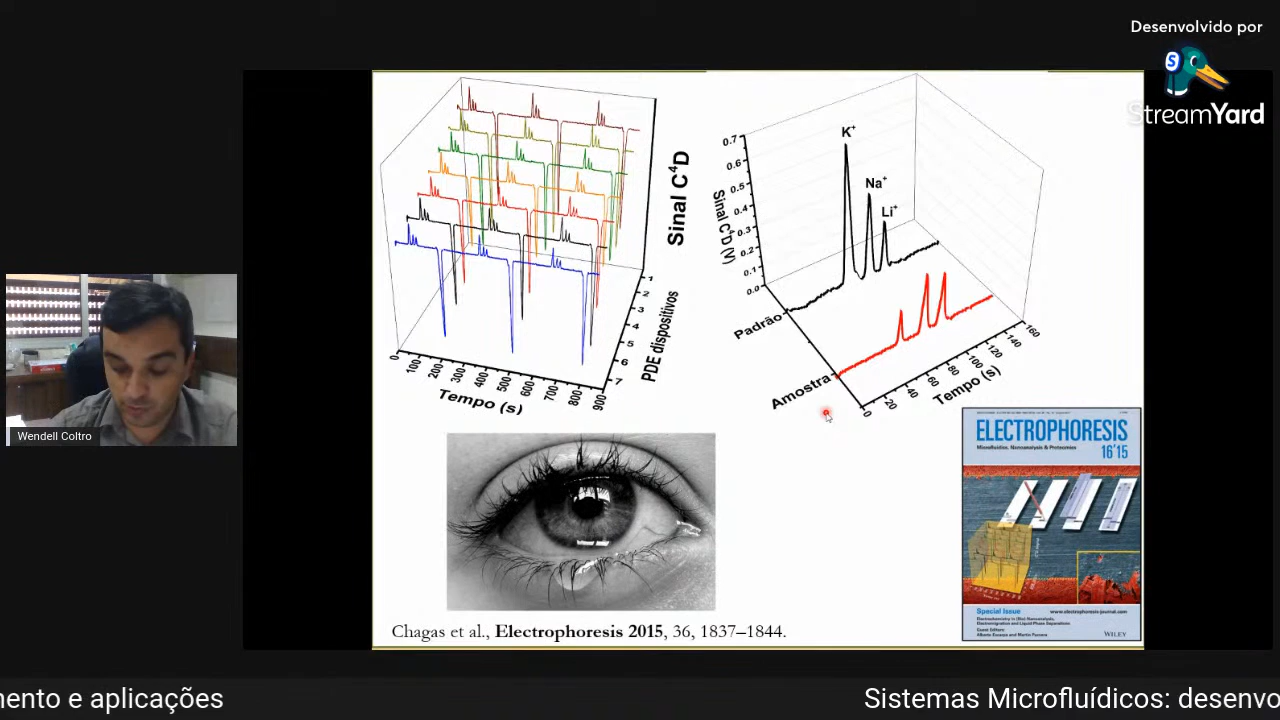 Desenvolvido por
StreamYard
Sinal C⁴D
1
2
3
4
5
6
7
PDE dispositivos
0
100
200
300
400
500
600
700
800
900
Tempo (s)
0.7
0.6
0.5
0.4
0.3
0.2
0.1
0.0
Sinal C⁴D (V)
K⁺
Na⁺
Li⁺
Padrão
Amostra
0
20
40
60
80
100
120
140
160
Tempo (s)
Wendell Coltro
ELECTROPHORESIS
Microfluidics, Nanoanalysis & Proteomics
16'15
Special Issue
www.electrophoresis-journal.com
WILEY
Chagas et al., Electrophoresis 2015, 36, 1837–1844.
mento e aplicações
Sistemas Microfluídicos: desenvo